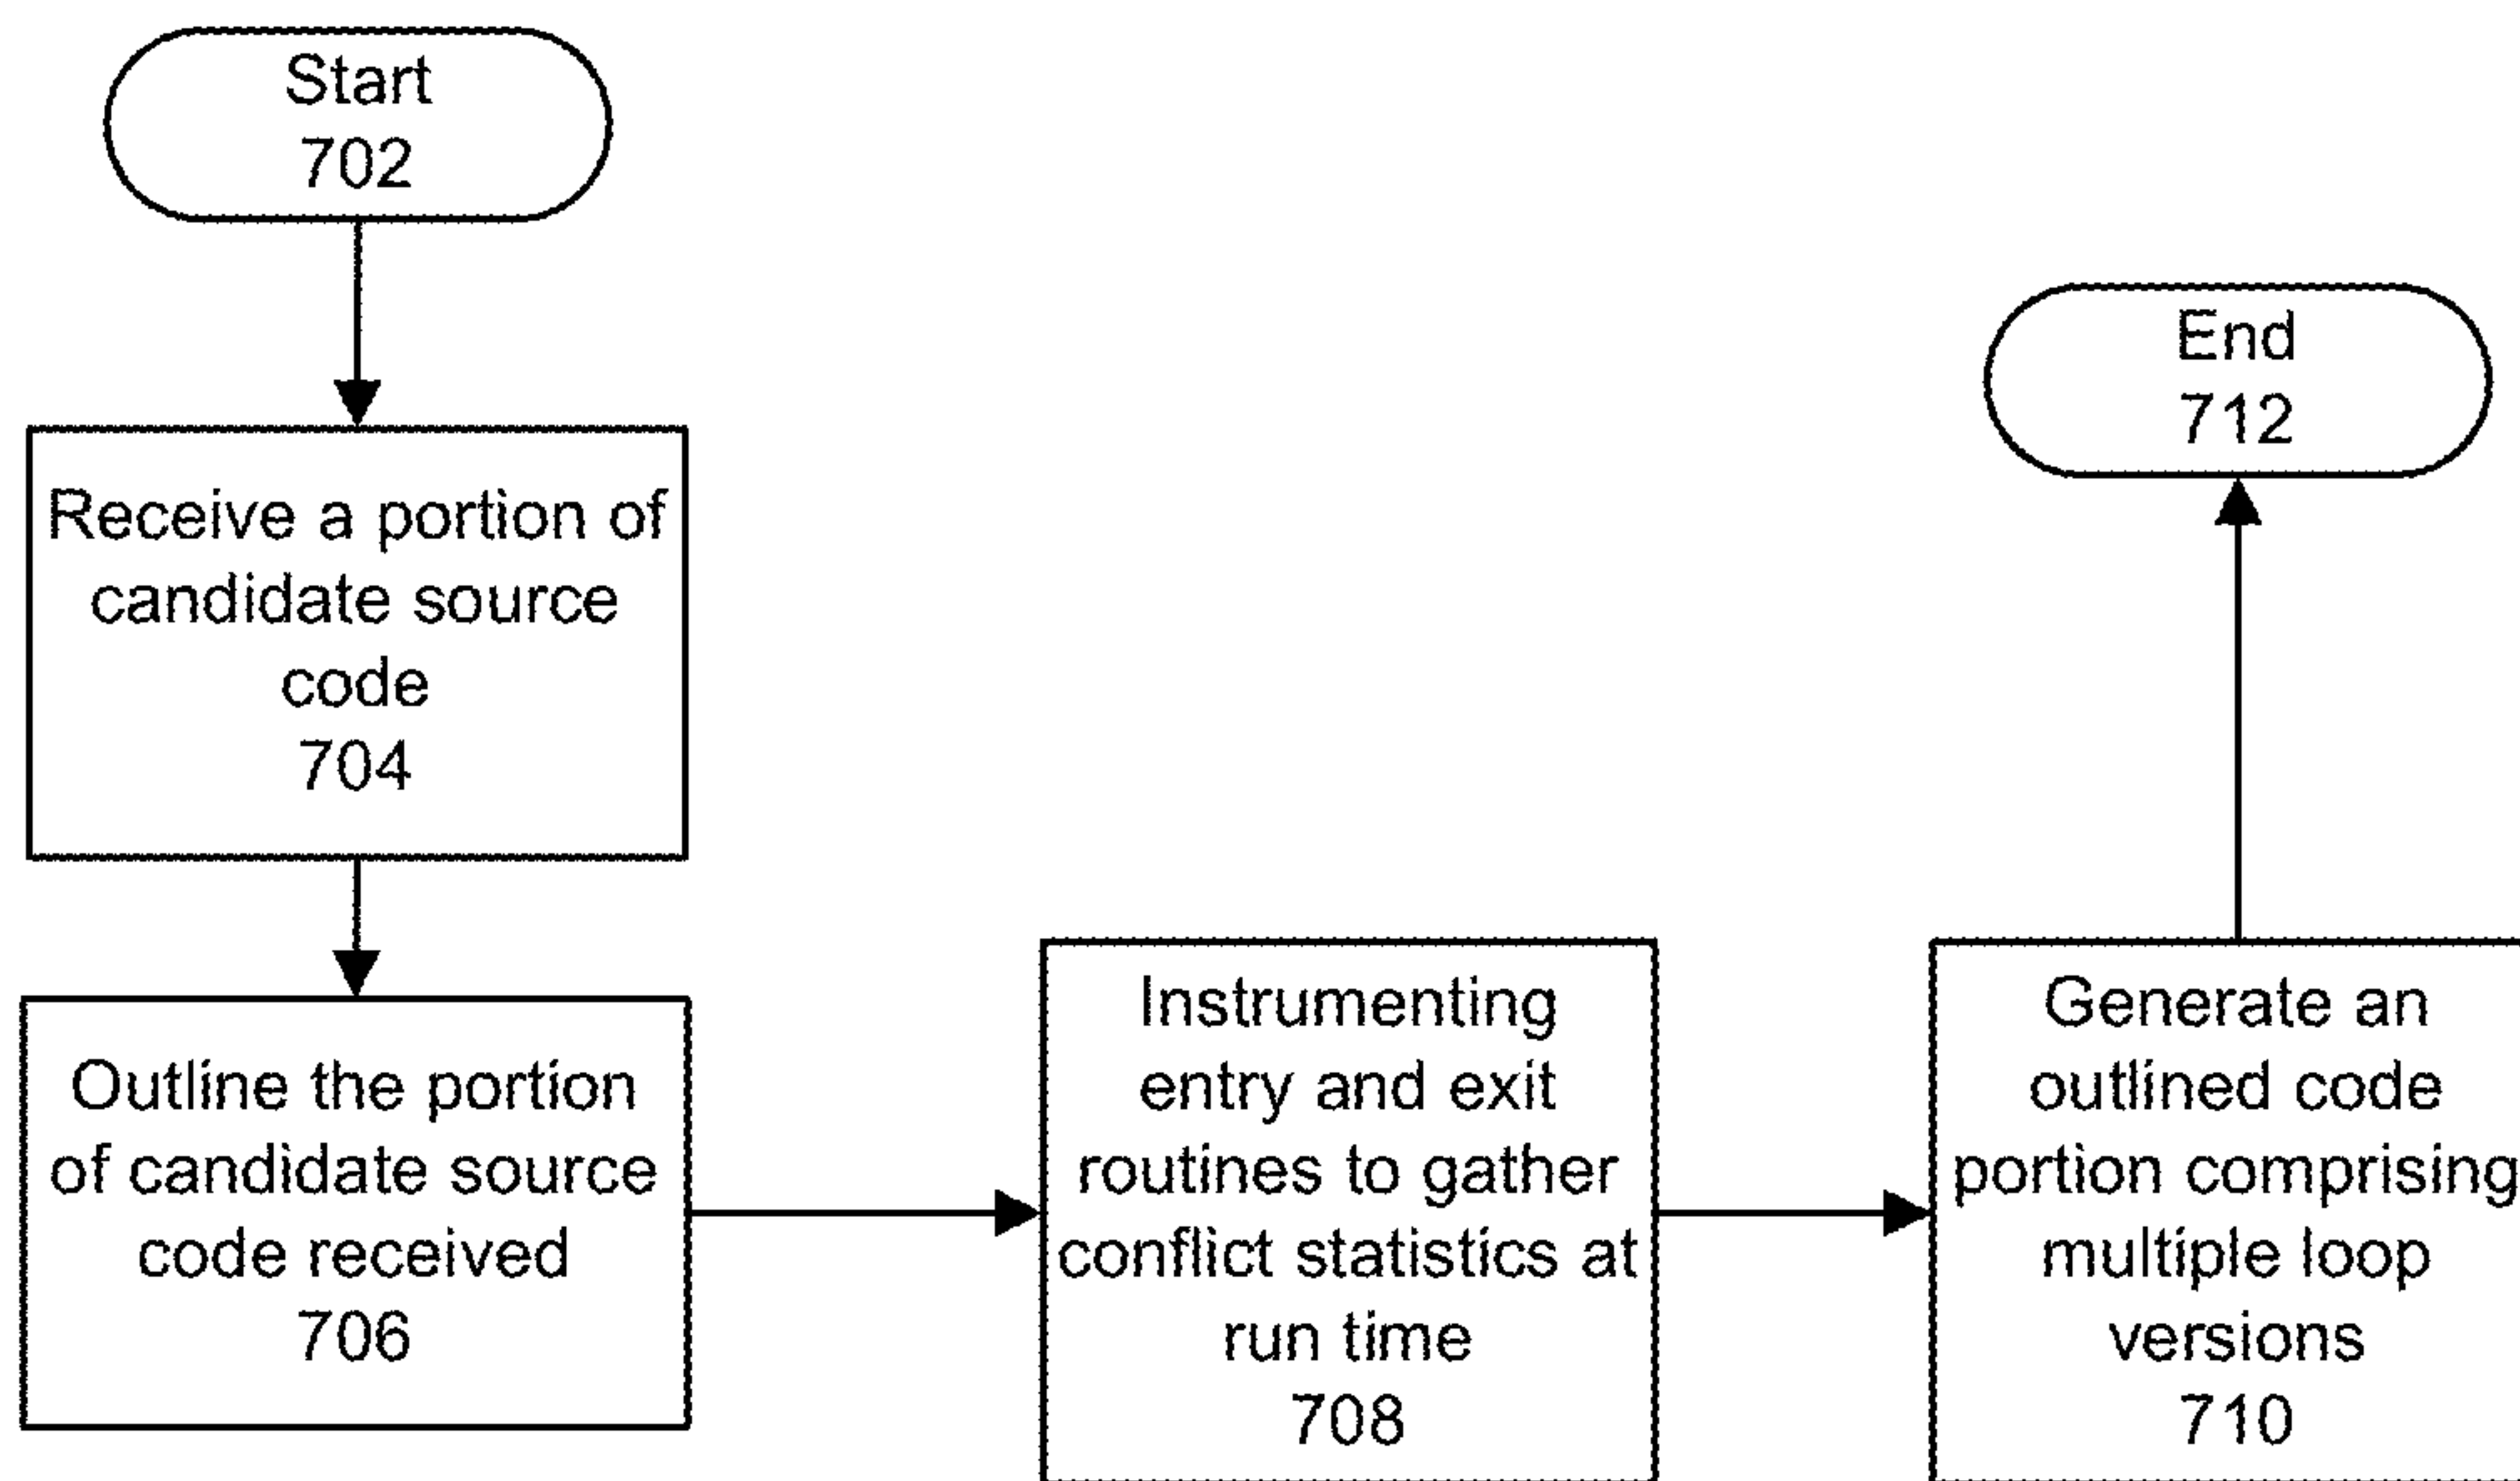 Start
702
Receive a portion of
candidate source
code
704
Outline the portion
of candidate source
code received
706
Instrumenting
entry and exit
routines to gather
conflict statistics at
run time
708
Generate an
outlined code
portion comprising
multiple loop
versions
710
End
712